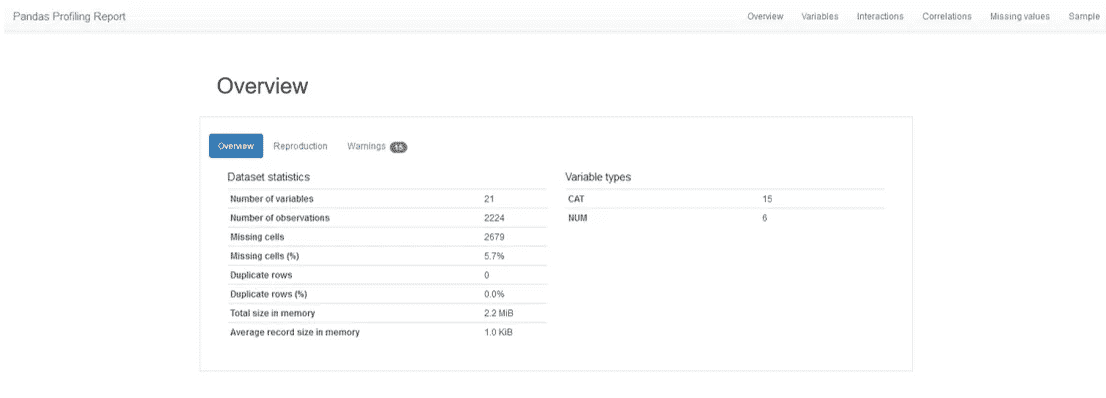 Pandas Profiling Report
Overview Variables Interactions Correlations Missing values Sample
Overview
Overview Reproduction Warnings 15
Dataset statistics
Number of variables 21
Number of observations 2224
Missing cells 2679
Missing cells (%) 5.7%
Duplicate rows 0
Duplicate rows (%) 0.0%
Total size in memory 2.2 MiB
Average record size in memory 1.0 KiB
Variable types
CAT 15
NUM 6